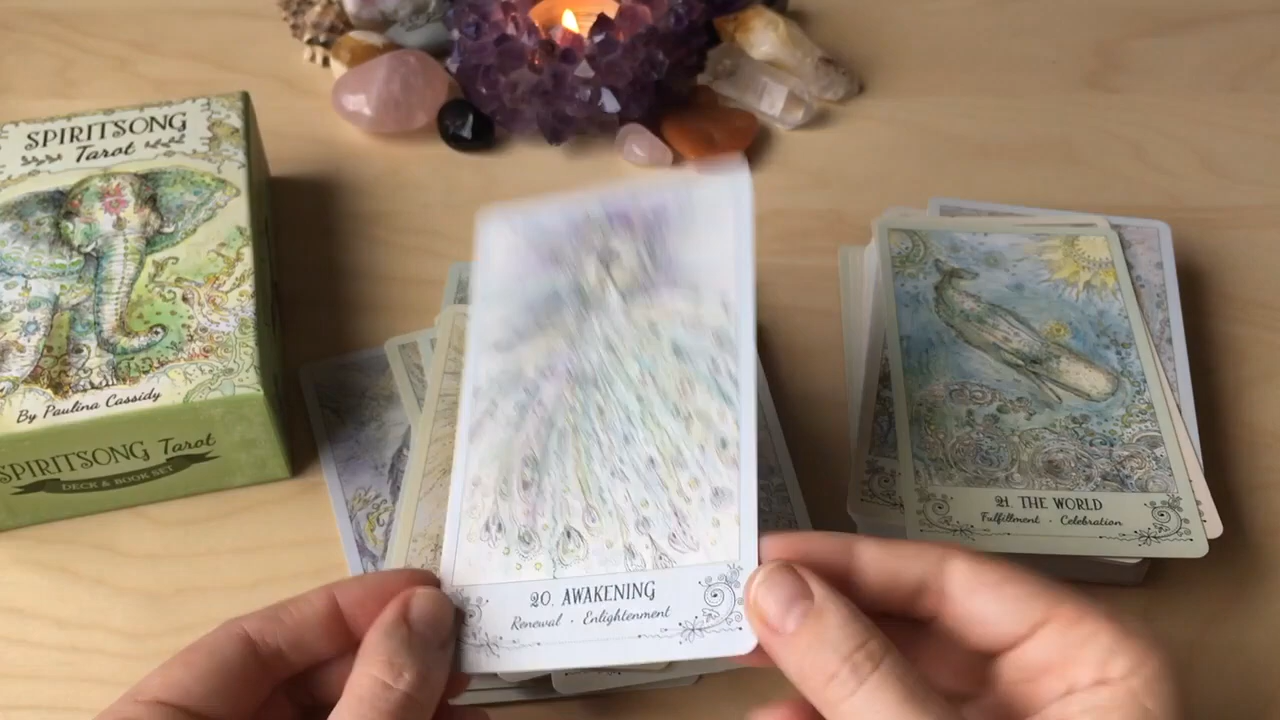 SPIRITSONG
Tarot
By Paulina Cassidy
SPIRITSONG Tarot
DECK & BOOK SET
20. AWAKENING
Renewal · Enlightenment
21. THE WORLD
Fulfillment · Celebration